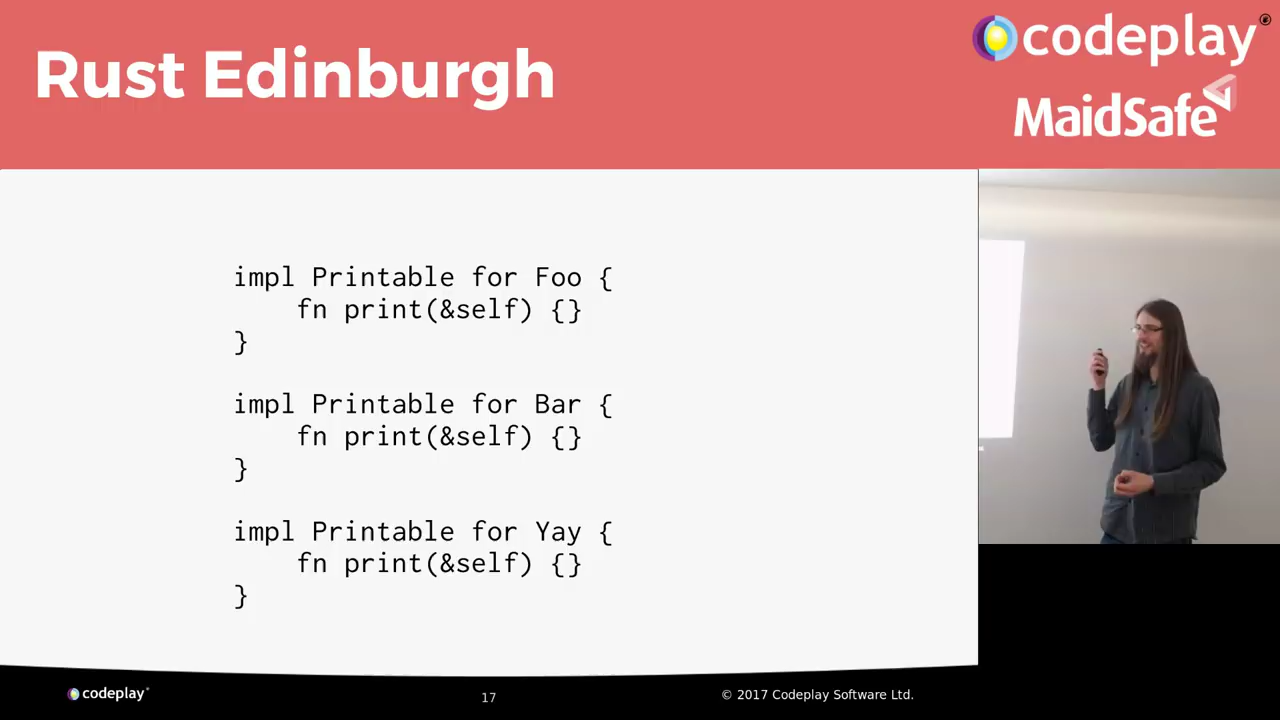 Rust Edinburgh
codeplay®
MaidSafe
impl Printable for Foo {
    fn print(&self) {}
}
impl Printable for Bar {
    fn print(&self) {}
}
impl Printable for Yay {
    fn print(&self) {}
}
codeplay®
17
© 2017 Codeplay Software Ltd.